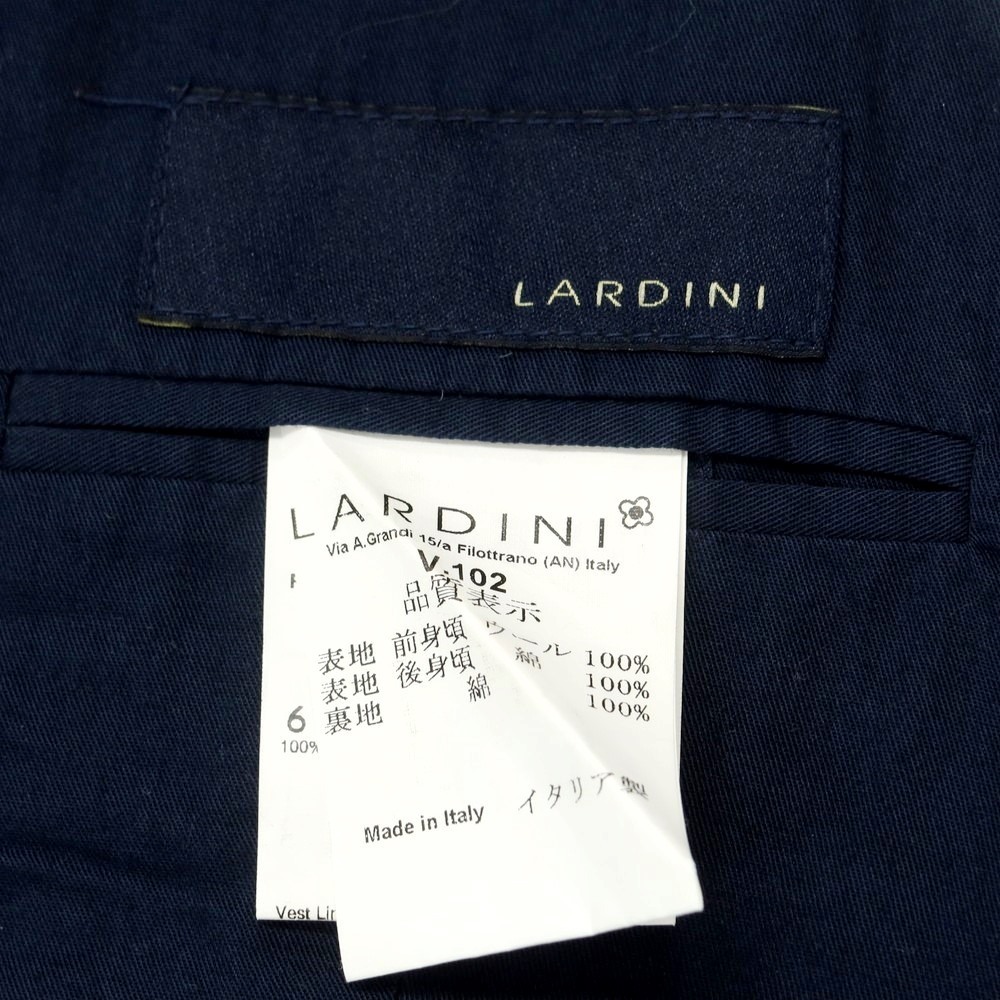 LARDINI
LARDINI
Via A.Grandi 15/a Filottrano (AN) Italy
V.102
品質表示
表地 前身頃 ウール 100%
表地 後身頃 綿 100%
裏地 綿 100%
6
100%
Made in Italy イタリア製
Vest